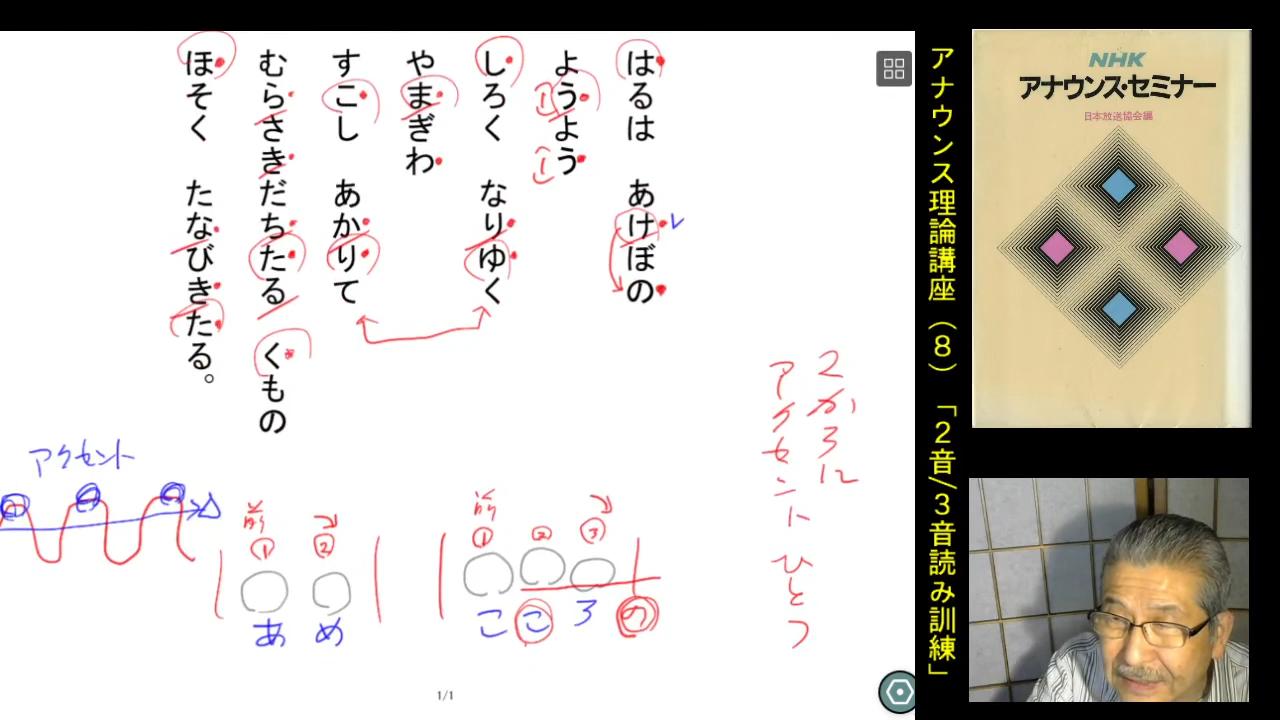 はるは あけぼの
ようよう
しろく なりゆく
やまぎわ
すこし あかりて
むらさきだちたる くもの
ほそく たなびきたる。
2かろに
アクセント ひとつ
アクセント
① ② ③
前
① ②
あめ
前
① ② ③
こころの
1/1
アナウンス理論講座(8) 「2音/3音読み訓練」
NHK
アナウンス・セミナー
日本放送協会編